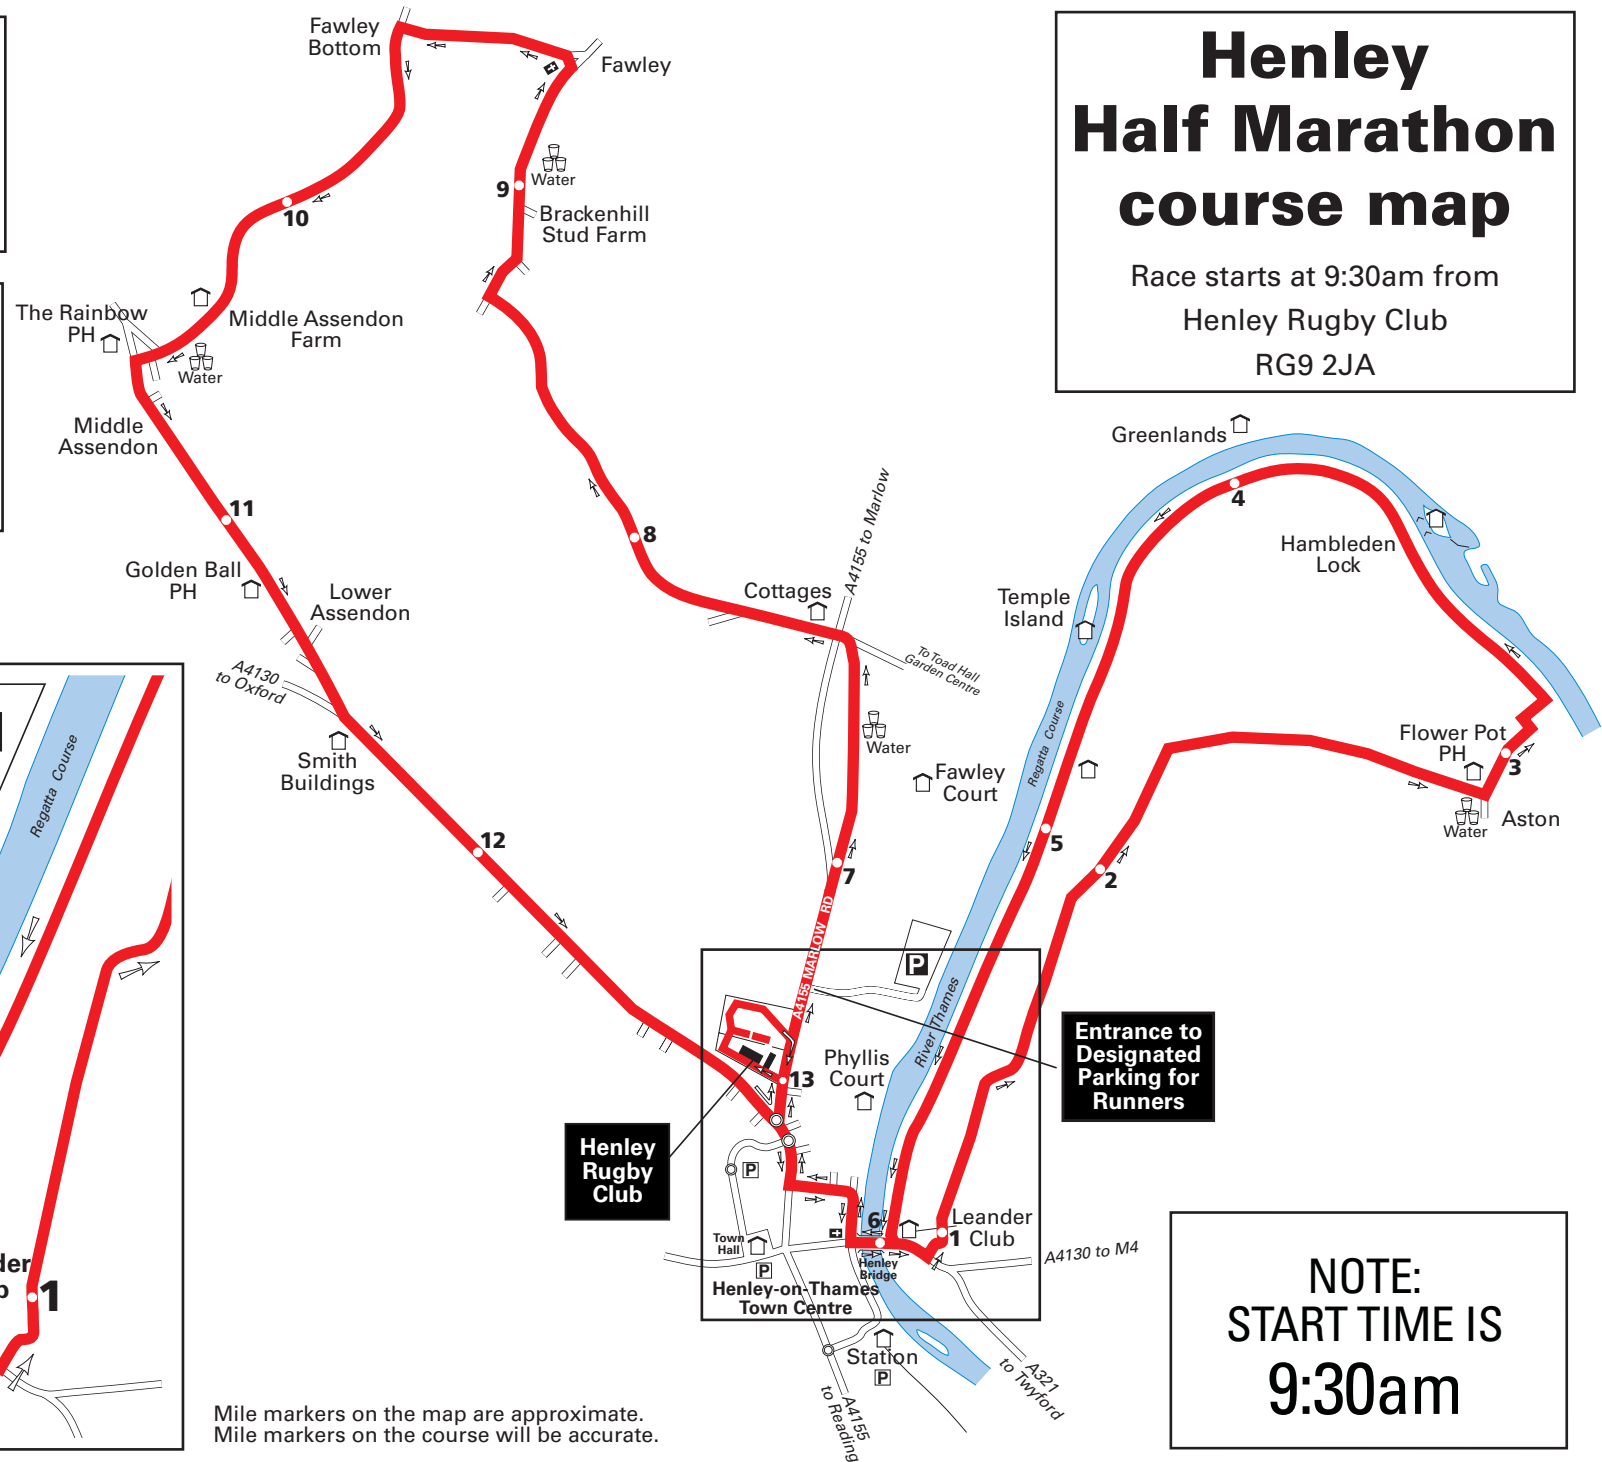 Henley
Half Marathon
course map
Race starts at 9:30am from
Henley Rugby Club
RG9 2JA
Fawley
Bottom
Fawley
9
Water
Brackenhill
Stud Farm
10
The Rainbow
PH
Middle Assendon
Farm
Water
Middle
Assendon
11
Golden Ball
PH
Lower
Assendon
A4130
to Oxford
Smith
Buildings
12
8
Cottages
A4155 to Marlow
To Toad Hall
Garden Centre
Water
Fawley
Court
7
A4155 MARLOW RD
Greenlands
4
Hambleden
Lock
Temple
Island
Regatta Course
5
2
Flower Pot
PH
3
Water
Aston
P
River Thames
Entrance to
Designated
Parking for
Runners
Phyllis
Court
13
Henley
Rugby
Club
P
6
Leander
Club
1
Town
Hall
P
Henley
Bridge
Henley-on-Thames
Town Centre
A4130 to M4
A321
to Twyford
Station
P
A4155
to Reading
Regatta Course
der
b
1
Mile markers on the map are approximate.
Mile markers on the course will be accurate.
NOTE:
START TIME IS
9:30am